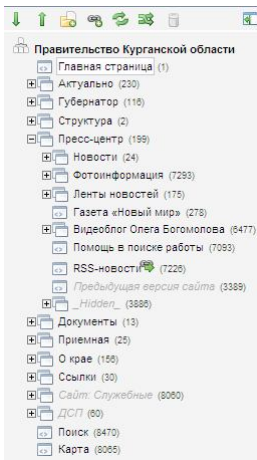 Правительство Курганской области
Главная страница (1)
Актуально (230)
Губернатор (116)
Структура (2)
Пресс-центр (199)
Новости (24)
Фотоинформация (7293)
Ленты новостей (175)
Газета «Новый мир» (278)
Видеоблог Олега Богомолова (6477)
Помощь в поиске работы (7093)
RSS-новости (7226)
Предыдущая версия сайта (3389)
_Hidden_ (3886)
Документы (13)
Приемная (25)
О крае (156)
Ссылки (30)
Сайт: Служебные (8060)
ДСП (60)
Поиск (8470)
Карта (8065)